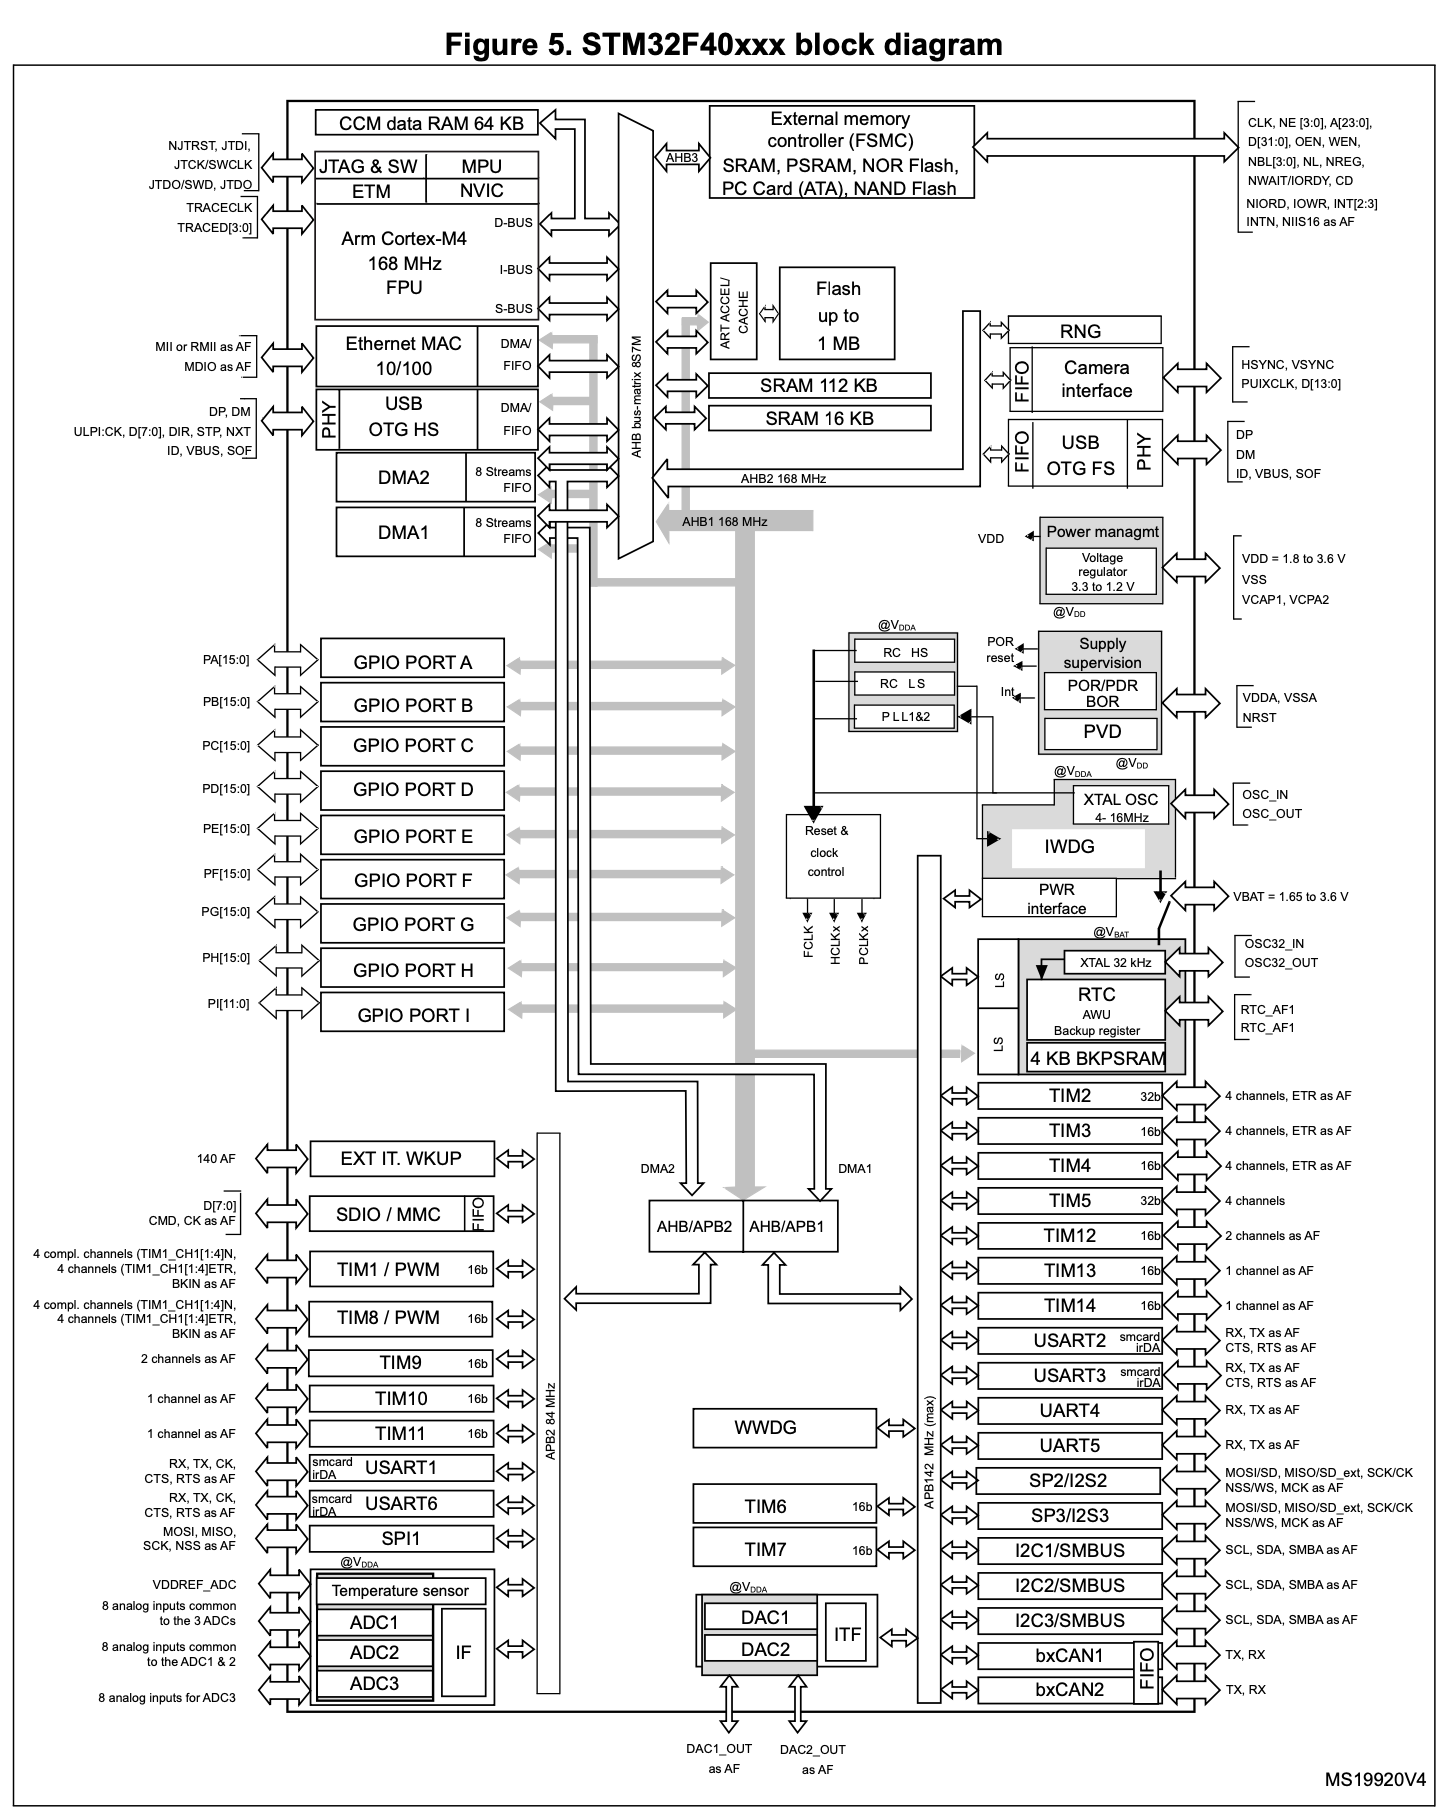 Figure 5. STM32F40xxx block diagram
NJTRST, JTDI,
JTCK/SWCLK
JTDO/SWD, JTDO
TRACECLK
TRACED[3:0]
CCM data RAM 64 KB
JTAG & SW
MPU
ETM
NVIC
Arm Cortex-M4
168 MHz
FPU
D-BUS
I-BUS
S-BUS
AHB bus-matrix 8S7M
AHB3
External memory
controller (FSMC)
SRAM, PSRAM, NOR Flash,
PC Card (ATA), NAND Flash
CLK, NE [3:0], A[23:0],
D[31:0], OEN, WEN,
NBL[3:0], NL, NREG,
NWAIT/IORDY, CD
NIORD, IOWR, INT[2:3]
INTN, NIIS16 as AF
ART ACCEL/
CACHE
Flash
up to
1 MB
SRAM 112 KB
SRAM 16 KB
AHB2 168 MHz
AHB1 168 MHz
MII or RMII as AF
MDIO as AF
Ethernet MAC
10/100
DMA/
FIFO
DP, DM
ULPI:CK, D[7:0], DIR, STP, NXT
ID, VBUS, SOF
PHY
USB
OTG HS
DMA/
FIFO
DMA2
8 Streams
FIFO
DMA1
8 Streams
FIFO
RNG
FIFO
Camera
interface
HSYNC, VSYNC
PUIXCLK, D[13:0]
FIFO
USB
OTG FS
PHY
DP
DM
ID, VBUS, SOF
VDD
Power managmt
Voltage
regulator
3.3 to 1.2 V
@VDD
VDD = 1.8 to 3.6 V
VSS
VCAP1, VCPA2
@VDDA
RC HS
RC LS
PLL1&2
POR
reset
Int
Supply
supervision
POR/PDR
BOR
PVD
@VDD
VDDA, VSSA
NRST
@VDDA
XTAL OSC
4- 16MHz
IWDG
OSC_IN
OSC_OUT
Reset &
clock
control
FCLK
HCLKx
PCLKx
PWR
interface
VBAT = 1.65 to 3.6 V
@VBAT
LS
LS
XTAL 32 kHz
RTC
AWU
Backup register
4 KB BKPSRAM
OSC32_IN
OSC32_OUT
RTC_AF1
RTC_AF1
PA[15:0]
GPIO PORT A
PB[15:0]
GPIO PORT B
PC[15:0]
GPIO PORT C
PD[15:0]
GPIO PORT D
PE[15:0]
GPIO PORT E
PF[15:0]
GPIO PORT F
PG[15:0]
GPIO PORT G
PH[15:0]
GPIO PORT H
PI[11:0]
GPIO PORT I
DMA2
DMA1
AHB/APB2
AHB/APB1
140 AF
EXT IT. WKUP
D[7:0]
CMD, CK as AF
SDIO / MMC
FIFO
4 compl. channels (TIM1_CH1[1:4]N,
4 channels (TIM1_CH1[1:4]ETR,
BKIN as AF
TIM1 / PWM 16b
4 compl. channels (TIM1_CH1[1:4]N,
4 channels (TIM1_CH1[1:4]ETR,
BKIN as AF
TIM8 / PWM 16b
2 channels as AF
TIM9 16b
1 channel as AF
TIM10 16b
1 channel as AF
TIM11 16b
RX, TX, CK,
CTS, RTS as AF
smcard
irDA
USART1
RX, TX, CK,
CTS, RTS as AF
smcard
irDA
USART6
MOSI, MISO,
SCK, NSS as AF
SPI1
@VDDA
VDDREF_ADC
Temperature sensor
8 analog inputs common
to the 3 ADCs
ADC1
8 analog inputs common
to the ADC1 & 2
ADC2
8 analog inputs for ADC3
ADC3
IF
APB2 84 MHz
WWDG
TIM6 16b
TIM7 16b
@VDDA
DAC1
DAC2
ITF
DAC1_OUT
as AF
DAC2_OUT
as AF
APB142 MHz (max)
TIM2 32b
4 channels, ETR as AF
TIM3 16b
4 channels, ETR as AF
TIM4 16b
4 channels, ETR as AF
TIM5 32b
4 channels
TIM12 16b
2 channels as AF
TIM13 16b
1 channel as AF
TIM14 16b
1 channel as AF
USART2
smcard
irDA
RX, TX as AF
CTS, RTS as AF
USART3
smcard
irDA
RX, TX as AF
CTS, RTS as AF
UART4
RX, TX as AF
UART5
RX, TX as AF
SP2/I2S2
MOSI/SD, MISO/SD_ext, SCK/CK
NSS/WS, MCK as AF
SP3/I2S3
MOSI/SD, MISO/SD_ext, SCK/CK
NSS/WS, MCK as AF
I2C1/SMBUS
SCL, SDA, SMBA as AF
I2C2/SMBUS
SCL, SDA, SMBA as AF
I2C3/SMBUS
SCL, SDA, SMBA as AF
bxCAN1
TX, RX
bxCAN2
FIFO
TX, RX
MS19920V4